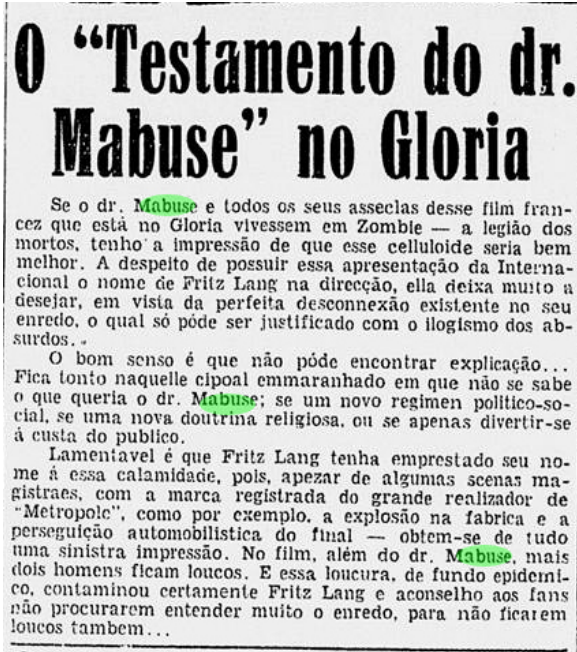 O “Testamento do dr.
Mabuse” no Gloria
Se o dr. Mabuse e todos os seus asseclas desse film fran-
cez que está no Gloria vivessem em Zombie — a legião dos
mortos, tenho a impressão de que esse celluloide seria bem
melhor. A despeito de possuir essa apresentação da Interna-
cional o nome de Fritz Lang na direcção, ella deixa muito a
desejar, em vista da perfeita desconnexão existente no seu
enredo, o qual só póde ser justificado com o ilogismo dos ab-
surdos..
O bom senso é que não póde encontrar explicação...
Fica tonto naquelle cipoal emmaranhado em que não se sabe
o que queria o dr. Mabuse; se um novo regimen politico-so-
cial, se uma nova doutrina religiosa, ou se apenas divertir-se
á custa do publico.
Lamentavel é que Fritz Lang tenha emprestado seu no-
me á essa calamidade, pois, apezar de algumas scenas ma-
gistraes, com a marca registrada do grande realizador de
"Metropole", como por exemplo, a explosão na fabrica e a
perseguição automobilistica do final — obtem-se de tudo
uma sinistra impressão. No film, além do dr. Mabuse, mais
dois homens ficam loucos. E essa loucura, de fundo epidemi-
co, contaminou certamente Fritz Lang e aconselho aos fans
não procurarem entender muito o enredo, para não ficarem
loucos tambem...